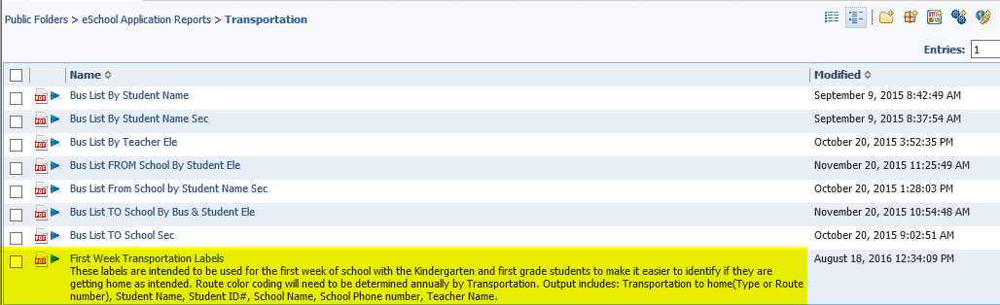 Public Folders > eSchool Application Reports > Transportation
Entries: 1
Name Modified
PDF Bus List By Student Name September 9, 2015 8:42:49 AM
PDF Bus List By Student Name Sec September 9, 2015 8:37:54 AM
PDF Bus List By Teacher Ele October 20, 2015 3:52:35 PM
PDF Bus List FROM School By Student Ele November 20, 2015 11:25:49 AM
PDF Bus List From School by Student Name Sec October 20, 2015 1:28:03 PM
PDF Bus List TO School By Bus & Student Ele November 20, 2015 10:54:48 AM
PDF Bus List TO School Sec October 20, 2015 9:02:51 AM
PDF First Week Transportation Labels August 18, 2016 12:34:09 PM
These labels are intended to be used for the first week of school with the Kindergarten and first grade students to make it easier to identify if they are
getting home as intended. Route color coding will need to be determined annually by Transportation. Output includes: Transportation to home(Type or Route
number), Student Name, Student ID#, School Name, School Phone number, Teacher Name.